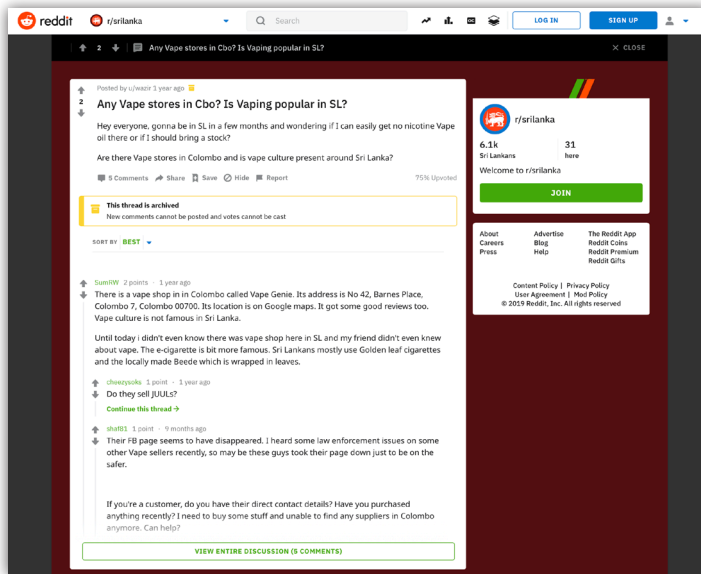 reddit
r/srilanka
Search
LOG IN
SIGN UP
2
Any Vape stores in Cbo? Is Vaping popular in SL?
CLOSE
Posted by u/wazir 1 year ago
2
Any Vape stores in Cbo? Is Vaping popular in SL?
Hey everyone, gonna be in SL in a few months and wondering if I can easily get no nicotine Vape
oil there or if I should bring a stock?
Are there Vape stores in Colombo and is vape culture present around Sri Lanka?
5 Comments Share Save Hide Report
75% Upvoted
This thread is archived
New comments cannot be posted and votes cannot be cast
SORT BY BEST
SumRW 2 points · 1 year ago
There is a vape shop in in Colombo called Vape Genie. Its address is No 42, Barnes Place,
Colombo 7, Colombo 00700. Its location is on Google maps. It got some good reviews too.
Vape culture is not famous in Sri Lanka.
Until today i didn't even know there was vape shop here in SL and my friend didn't even knew
about vape. The e-cigarette is bit more famous. Sri Lankans mostly use Golden leaf cigarettes
and the locally made Beede which is wrapped in leaves.
cheezysoks 1 point · 1 year ago
Do they sell JUULs?
Continue this thread
shaf81 1 point · 9 months ago
Their FB page seems to have disappeared. I heard some law enforcement issues on some
other Vape sellers recently, so may be these guys took their page down just to be on the
safer.
If you're a customer, do you have their direct contact details? Have you purchased
anything recently? I need to buy some stuff and unable to find any suppliers in Colombo
anymore. Can help?
VIEW ENTIRE DISCUSSION (5 COMMENTS)
r/srilanka
6.1k
Sri Lankans
31
here
Welcome to r/srilanka
JOIN
About
Careers
Press
Advertise
Blog
Help
The Reddit App
Reddit Coins
Reddit Premium
Reddit Gifts
Content Policy | Privacy Policy
User Agreement | Mod Policy
© 2019 Reddit, Inc. All rights reserved